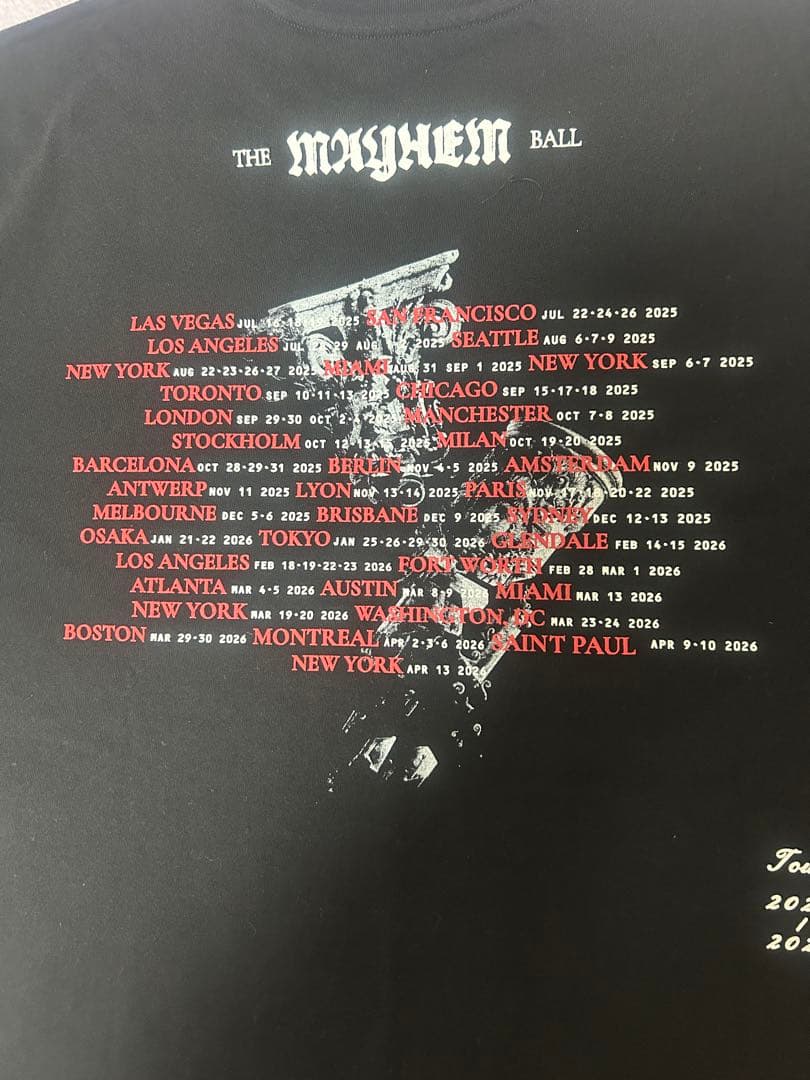 THE MAYHEM BALL
LAS VEGAS JUL 16-18- 2025 SAN FRANCISCO JUL 22-24-26 2025
LOS ANGELES JUL 29 AUG 2025 SEATTLE AUG 6-7-9 2025
NEW YORK AUG 22-23-26-27 2025 MIAMI AUG 31 SEP 1 2025 NEW YORK SEP 6-7 2025
TORONTO SEP 10-11-13 2025 CHICAGO SEP 15-17-18 2025
LONDON SEP 29-30 OCT 2- 2025 MANCHESTER OCT 7-8 2025
STOCKHOLM OCT 12-13-15 2025 MILAN OCT 19-20 2025
BARCELONA OCT 28-29-31 2025 BERLIN NOV 4-5 2025 AMSTERDAM NOV 9 2025
ANTWERP NOV 11 2025 LYON NOV 13-14 2025 PARIS NOV 17-18-20-22 2025
MELBOURNE DEC 5-6 2025 BRISBANE DEC 9 2025 SYDNEY DEC 12-13 2025
OSAKA JAN 21-22 2026 TOKYO JAN 25-26-29-30 2026 GLENDALE FEB 14-15 2026
LOS ANGELES FEB 18-19-22-23 2026 FORT WORTH FEB 28 MAR 1 2026
ATLANTA MAR 4-5 2026 AUSTIN MAR 8-9 2026 MIAMI MAR 13 2026
NEW YORK MAR 19-20 2026 WASHINGTON, DC MAR 23-24 2026
BOSTON MAR 29-30 2026 MONTREAL APR 2-3-6 2026 SAINT PAUL APR 9-10 2026
NEW YORK APR 13 2026
Tou
202
/
202